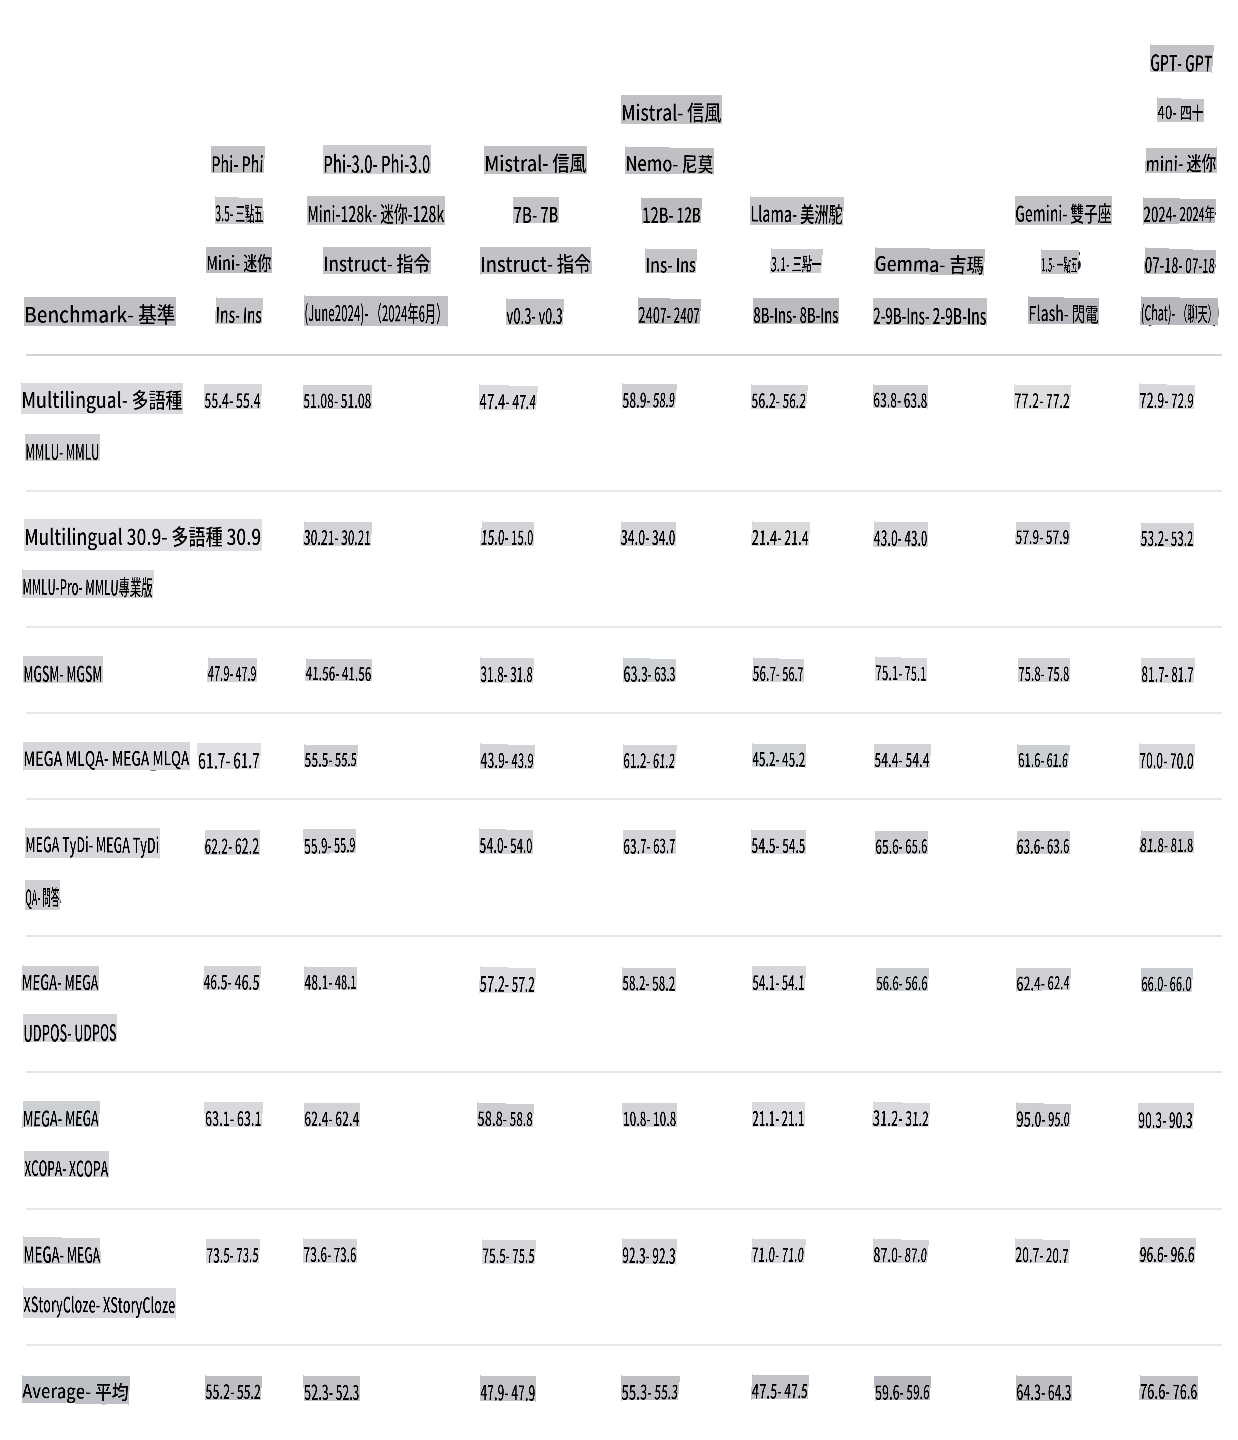 GPT- GPT
Mistral- 信風 40- 四十
Phi- Phi Phi-3.0- Phi-3.0 Mistral- 信風 Nemo- 尼莫 mini- 迷你
3.5- 三點五 Mini-128k- 迷你-128k 7B- 7B 12B- 12B Llama- 美洲駝 Gemini- 雙子座 2024- 2024年
Mini- 迷你 Instruct- 指令 Instruct- 指令 Ins- Ins 3.1- 三點一 Gemma- 吉瑪 1.5- 一點五 07-18- 07-18
Benchmark- 基準 Ins- Ins (June2024)-（2024年6月） v0.3- v0.3 2407- 2407 8B-Ins- 8B-Ins 2-9B-Ins- 2-9B-Ins Flash- 閃電 (Chat)-（聊天）
Multilingual- 多語種 55.4- 55.4 51.08- 51.08 47.4- 47.4 58.9- 58.9 56.2- 56.2 63.8- 63.8 77.2- 77.2 72.9- 72.9
MMLU- MMLU
Multilingual 30.9- 多語種 30.9 30.21- 30.21 15.0- 15.0 34.0- 34.0 21.4- 21.4 43.0- 43.0 57.9- 57.9 53.2- 53.2
MMLU-Pro- MMLU專業版
MGSM- MGSM 47.9- 47.9 41.56- 41.56 31.8- 31.8 63.3- 63.3 56.7- 56.7 75.1- 75.1 75.8- 75.8 81.7- 81.7
MEGA MLQA- MEGA MLQA 61.7- 61.7 55.5- 55.5 43.9- 43.9 61.2- 61.2 45.2- 45.2 54.4- 54.4 61.6- 61.6 70.0- 70.0
MEGA TyDi- MEGA TyDi 62.2- 62.2 55.9- 55.9 54.0- 54.0 63.7- 63.7 54.5- 54.5 65.6- 65.6 63.6- 63.6 81.8- 81.8
QA- 問答
MEGA- MEGA 46.5- 46.5 48.1- 48.1 57.2- 57.2 58.2- 58.2 54.1- 54.1 56.6- 56.6 62.4- 62.4 66.0- 66.0
UDPOS- UDPOS
MEGA- MEGA 63.1- 63.1 62.4- 62.4 58.8- 58.8 10.8- 10.8 21.1- 21.1 31.2- 31.2 95.0- 95.0 90.3- 90.3
XCOPA- XCOPA
MEGA- MEGA 73.5- 73.5 73.6- 73.6 75.5- 75.5 92.3- 92.3 71.0- 71.0 87.0- 87.0 20.7- 20.7 96.6- 96.6
XStoryCloze- XStoryCloze
Average- 平均 55.2- 55.2 52.3- 52.3 47.9- 47.9 55.3- 55.3 47.5- 47.5 59.6- 59.6 64.3- 64.3 76.6- 76.6